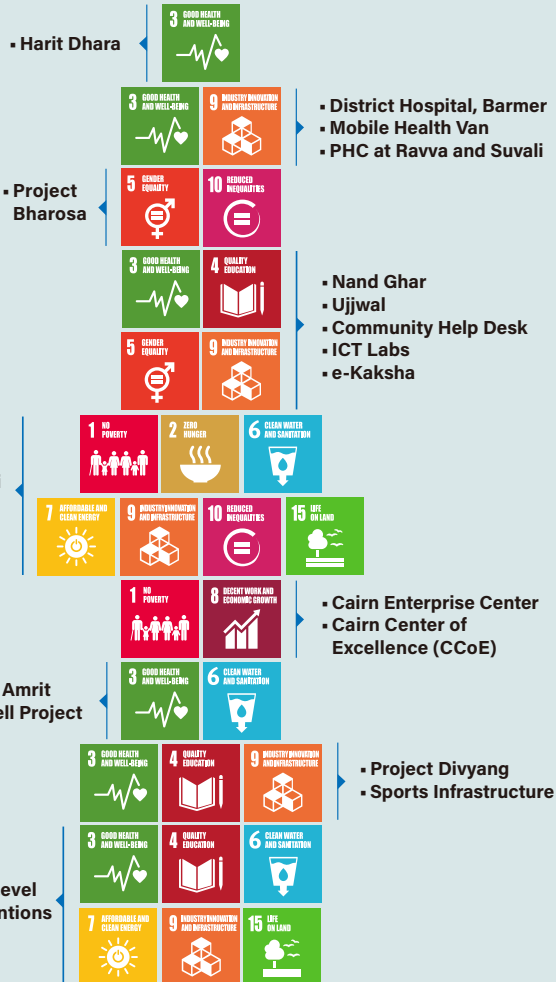 ▪ Harit Dhara
3 GOOD HEALTH
AND WELL-BEING
3 GOOD HEALTH
AND WELL-BEING
9 INDUSTRY INNOVATION
AND INFRASTRUCTURE
▪ District Hospital, Barmer
▪ Mobile Health Van
▪ PHC at Ravva and Suvali
▪ Project
Bharosa
5 GENDER
EQUALITY
10 REDUCED
INEQUALITIES
3 GOOD HEALTH
AND WELL-BEING
4 QUALITY
EDUCATION
5 GENDER
EQUALITY
9 INDUSTRY INNOVATION
AND INFRASTRUCTURE
▪ Nand Ghar
▪ Ujjwal
▪ Community Help Desk
▪ ICT Labs
▪ e-Kaksha
1 NO
POVERTY
2 ZERO
HUNGER
6 CLEAN WATER
AND SANITATION
7 AFFORDABLE AND
CLEAN ENERGY
9 INDUSTRY INNOVATION
AND INFRASTRUCTURE
10 REDUCED
INEQUALITIES
15 LIFE
ON LAND
1 NO
POVERTY
8 DECENT WORK AND
ECONOMIC GROWTH
▪ Cairn Enterprise Center
▪ Cairn Center of
Excellence (CCoE)
Amrit
ell Project
3 GOOD HEALTH
AND WELL-BEING
6 CLEAN WATER
AND SANITATION
3 GOOD HEALTH
AND WELL-BEING
4 QUALITY
EDUCATION
9 INDUSTRY INNOVATION
AND INFRASTRUCTURE
▪ Project Divyang
▪ Sports Infrastructure
evel
ntions
3 GOOD HEALTH
AND WELL-BEING
4 QUALITY
EDUCATION
6 CLEAN WATER
AND SANITATION
7 AFFORDABLE AND
CLEAN ENERGY
9 INDUSTRY INNOVATION
AND INFRASTRUCTURE
15 LIFE
ON LAND